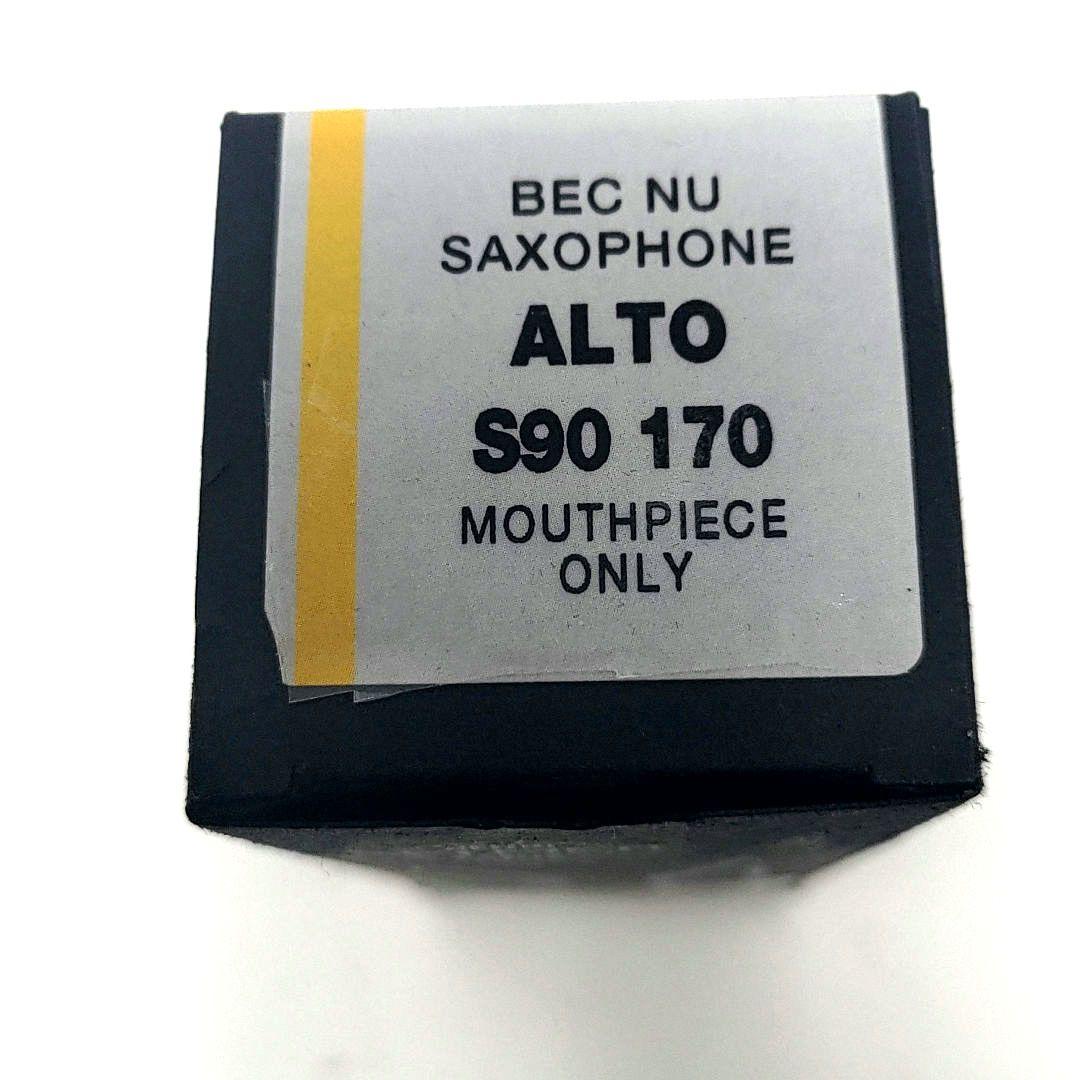 BEC NU
SAXOPHONE
ALTO
S90 170
MOUTHPIECE
ONLY